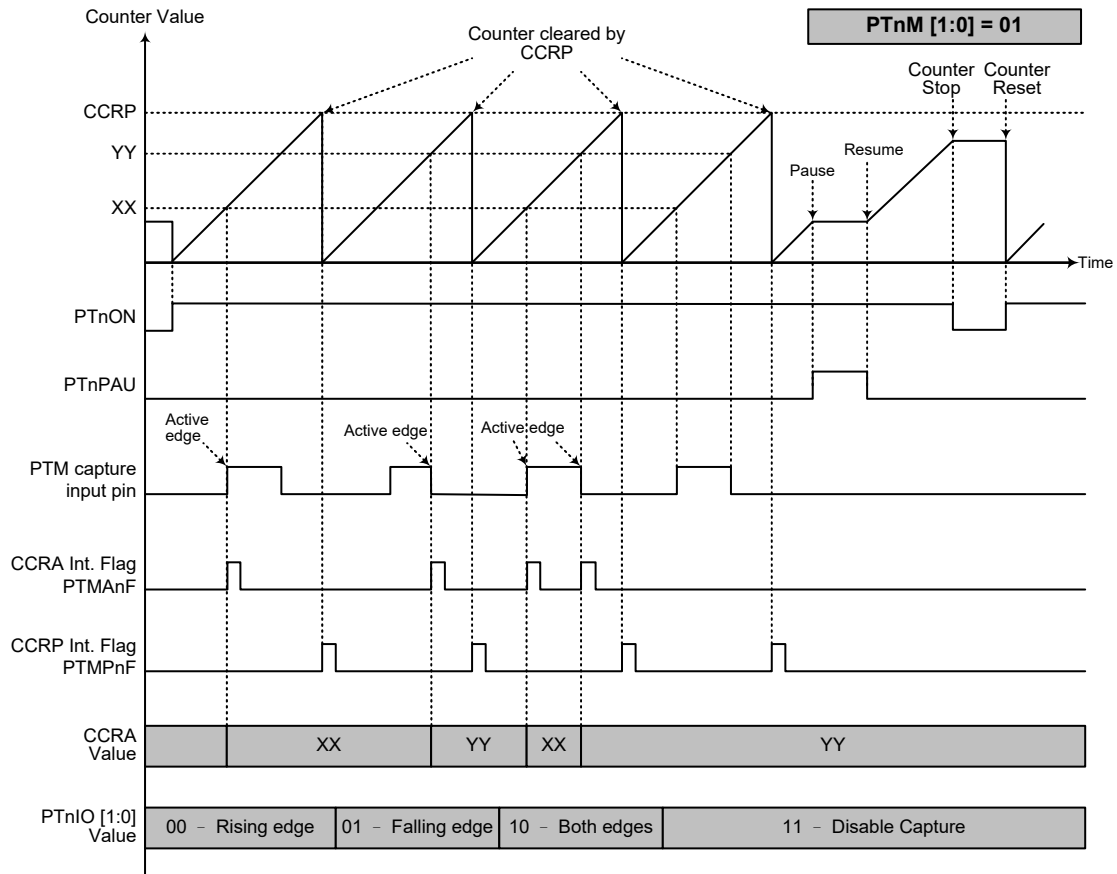 Counter Value
PTnM [1:0] = 01
Counter cleared by
CCRP
Counter
Stop
Counter
Reset
CCRP
YY
Resume
Pause
XX
Time
PTnON
PTnPAU
Active
edge
Active edge
Active edge
PTM capture
input pin
CCRA Int. Flag
PTMAnF
CCRP Int. Flag
PTMPnF
CCRA
Value
XX
YY
XX
YY
PTnIO [1:0]
Value
00 – Rising edge
01 – Falling edge
10 – Both edges
11 – Disable Capture